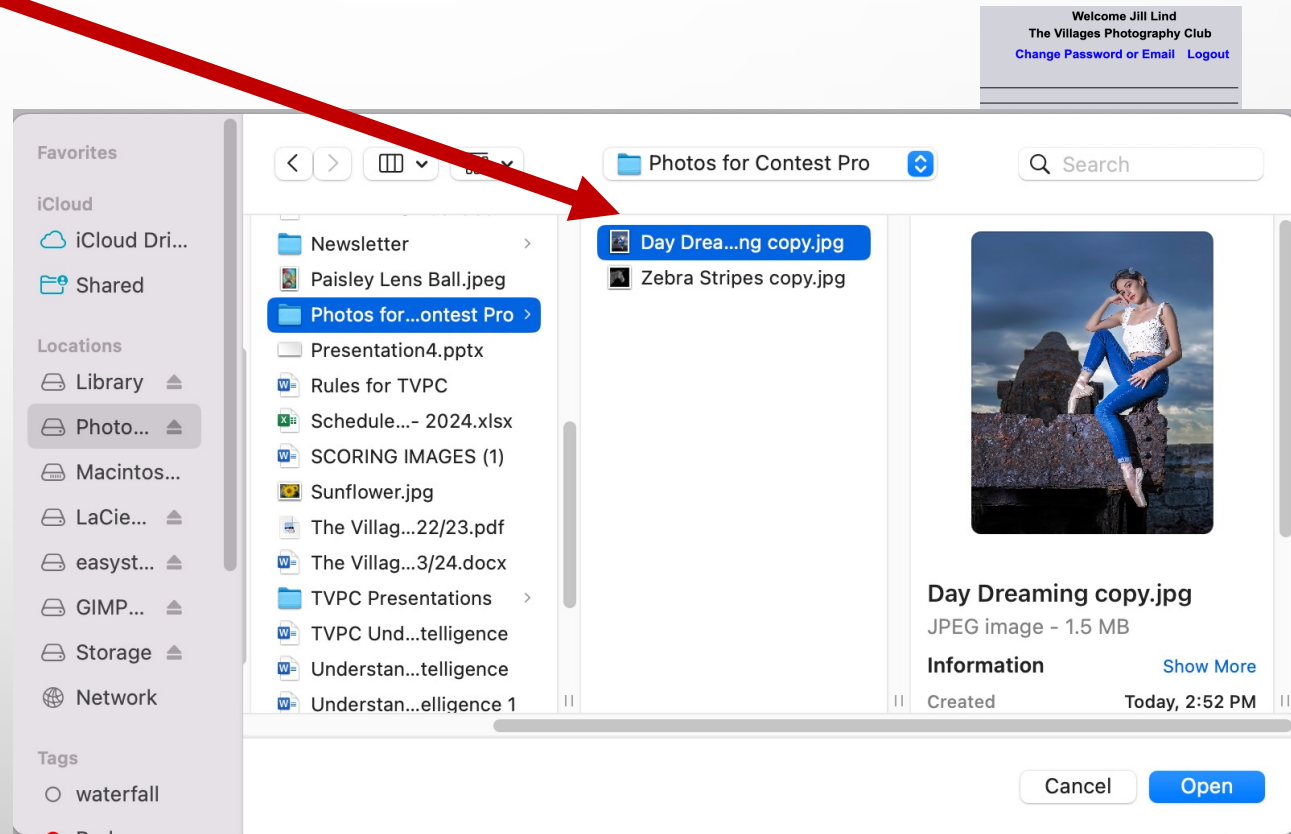 Welcome Jill Lind
The Villages Photography Club
Change Password or Email Logout
Favorites
iCloud
iCloud Dri...
Shared
Locations
Library
Photo...
Macintos...
LaCie...
easyst...
GIMP...
Storage
Network
Tags
waterfall
Photos for Contest Pro
Search
Newsletter
Paisley Lens Ball.jpeg
Photos for...ontest Pro
Presentation4.pptx
Rules for TVPC
Schedule...- 2024.xlsx
SCORING IMAGES (1)
Sunflower.jpg
The Villag...22/23.pdf
The Villag...3/24.docx
TVPC Presentations
TVPC Und...telligence
Understan...telligence
Understan...elligence 1
Day Drea...ng copy.jpg
Zebra Stripes copy.jpg
Day Dreaming copy.jpg
JPEG image - 1.5 MB
Information Show More
Created Today, 2:52 PM
Cancel Open